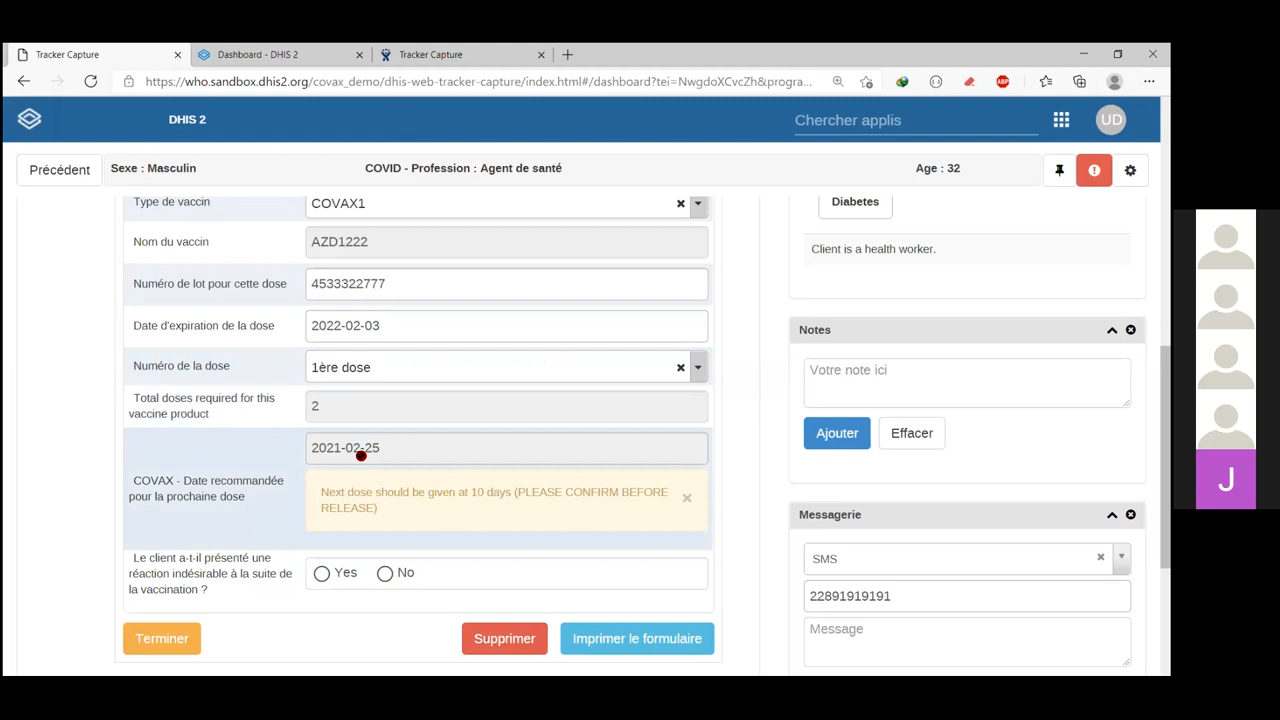 Tracker Capture
Dashboard - DHIS 2
Tracker Capture
https://who.sandbox.dhis2.org/covax_demo/dhis-web-tracker-capture/index.html#/dashboard?tei=NwgdoXCvcZh&progra...
ABP
DHIS 2
Chercher applis
UD
Précédent
Sexe : Masculin
COVID - Profession : Agent de santé
Age : 32
Type de vaccin
COVAX1
Nom du vaccin
AZD1222
Numéro de lot pour cette dose
4533322777
Date d'expiration de la dose
2022-02-03
Numéro de la dose
1ère dose
Total doses required for this
vaccine product
2
COVAX - Date recommandée
pour la prochaine dose
2021-02-25
Next dose should be given at 10 days (PLEASE CONFIRM BEFORE
RELEASE)
Le client a-t-il présenté une
réaction indésirable à la suite de
la vaccination ?
Yes
No
Terminer
Supprimer
Imprimer le formulaire
Diabetes
Client is a health worker.
Notes
Votre note ici
Ajouter
Effacer
Messagerie
SMS
22891919191
Message
J